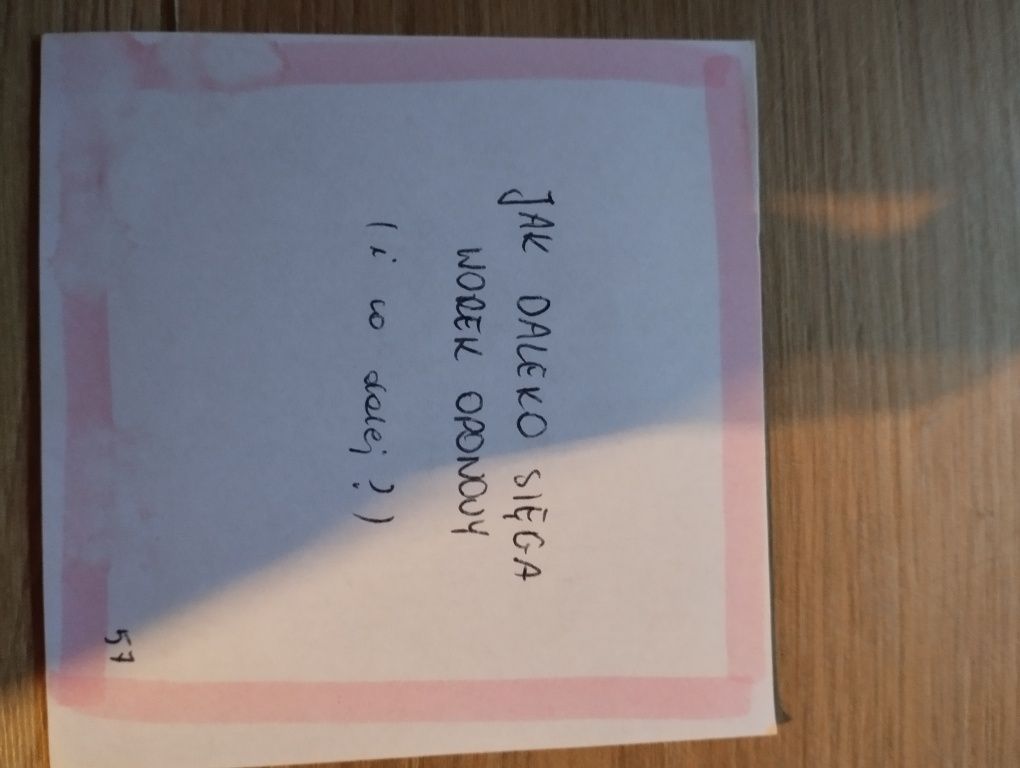 JAK DALEKO SIĘGA
WOREK OPONOWY
(i co dalej?)
57